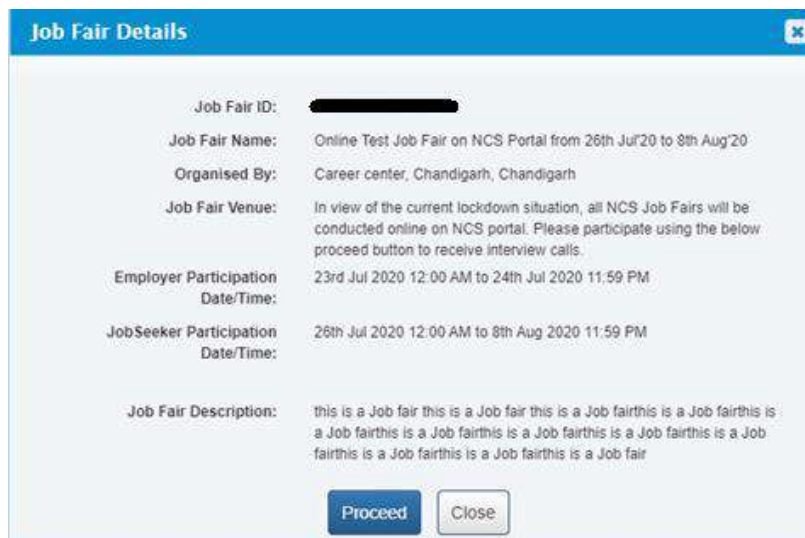 Job Fair Details
Job Fair ID:
Job Fair Name: Online Test Job Fair on NCS Portal from 26th Jul'20 to 8th Aug'20
Organised By: Career center, Chandigarh, Chandigarh
Job Fair Venue: In view of the current lockdown situation, all NCS Job Fairs will be
conducted online on NCS portal. Please participate using the below
proceed button to receive interview calls.
Employer Participation 23rd Jul 2020 12:00 AM to 24th Jul 2020 11:59 PM
Date/Time:
JobSeeker Participation 26th Jul 2020 12:00 AM to 8th Aug 2020 11:59 PM
Date/Time:
Job Fair Description: this is a Job fair this is a Job fair this is a Job fairthis is a Job fairthis is
a Job fairthis is a Job fairthis is a Job fairthis is a Job fairthis is a Job
fairthis is a Job fairthis is a Job fairthis is a Job fair
Proceed Close